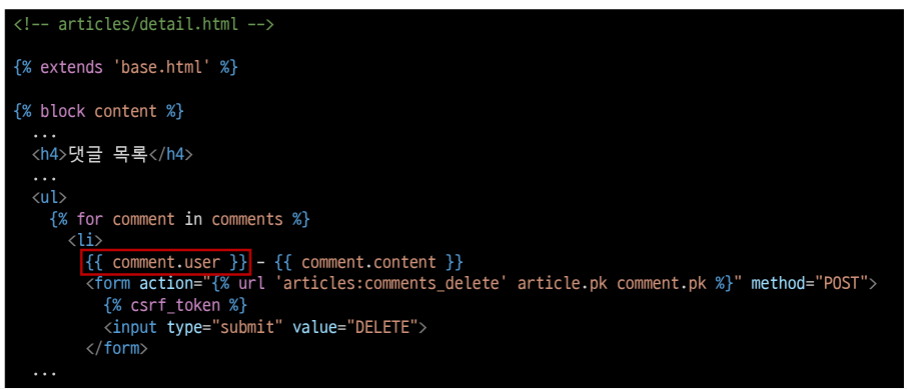 <!-- articles/detail.html -->
{% extends 'base.html' %}
{% block content %}
...
<h4>댓글 목록</h4>
...
<ul>
{% for comment in comments %}
<li>
{{ comment.user }} - {{ comment.content }}
<form action="{% url 'articles:comments_delete' article.pk comment.pk %}" method="POST">
{% csrf_token %}
<input type="submit" value="DELETE">
</form>
...